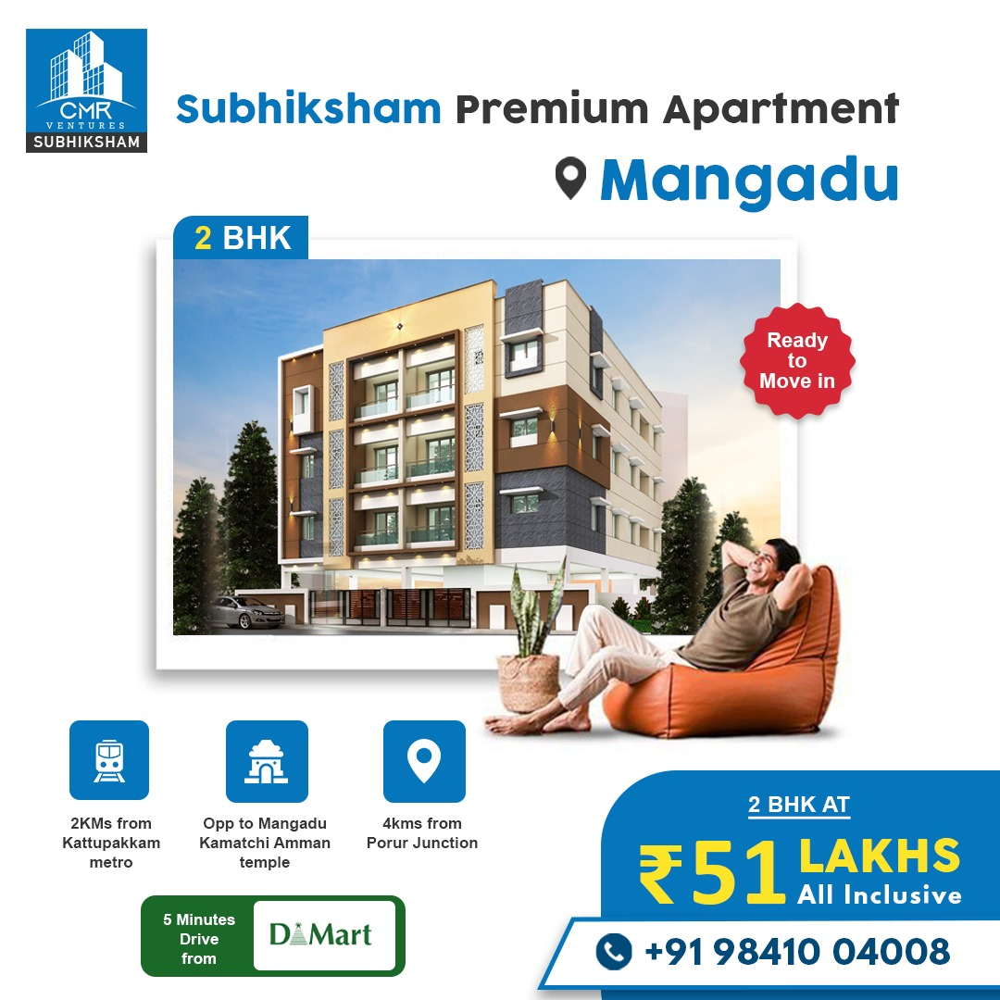 CMR
VENTURES
SUBHIKSHAM
Subhiksham Premium Apartment
Mangadu
2 BHK
Ready
to
Move in
2KMs from
Kattupakkam
metro
Opp to Mangadu
Kamatchi Amman
temple
4kms from
Porur Junction
5 Minutes
Drive
from
DMart
2 BHK AT
₹51 LAKHS
All Inclusive
+91 98410 04008